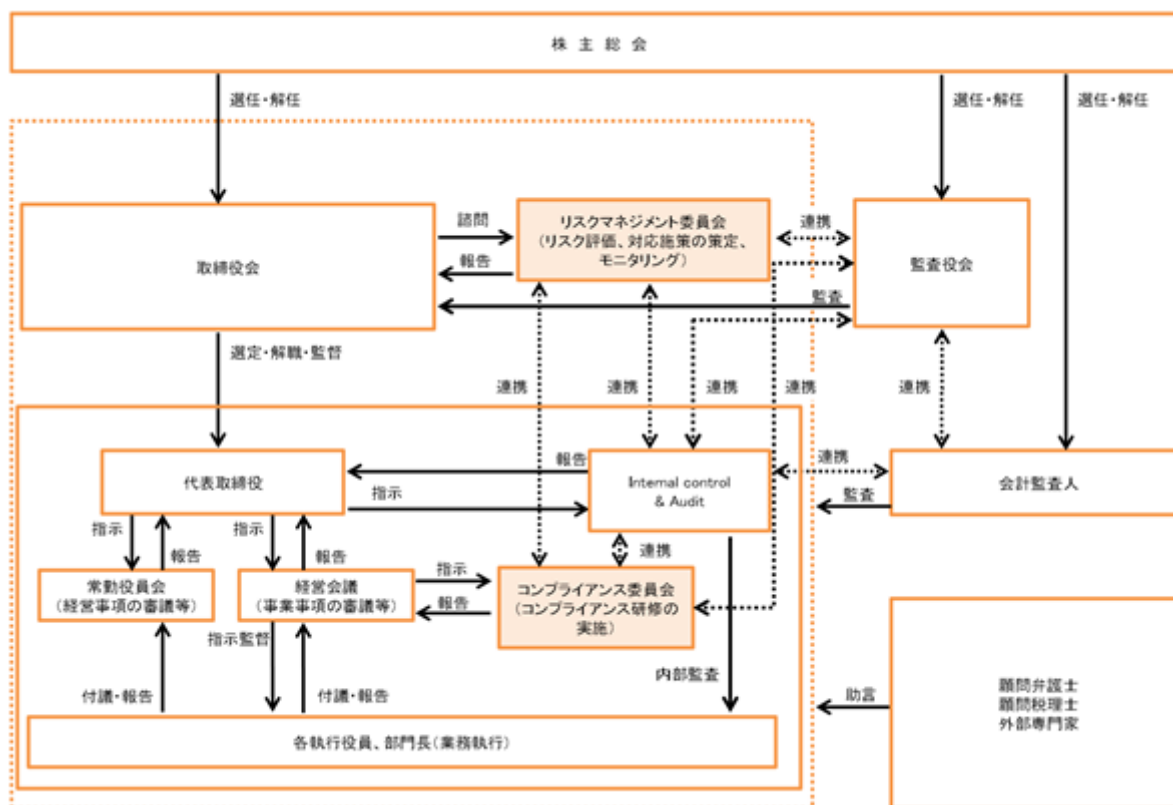 株 主 総 会
選任・解任
選任・解任
選任・解任
取締役会
諮問
報告
リスクマネジメント委員会
(リスク評価、対応施策の策定、
モニタリング)
連携
監査役会
監査
選定・解職・監督
連携
連携
連携
連携
連携
代表取締役
報告
指示
Internal control
& Audit
連携
監査
会計監査人
指示
報告
指示
報告
連携
常勤役員会
(経営事項の審議等)
経営会議
(事業事項の審議等)
指示
報告
コンプライアンス委員会
(コンプライアンス研修の
実施)
指示監督
付議・報告
付議・報告
内部監査
助言
顧問弁護士
顧問税理士
外部専門家
各執行役員、部門長(業務執行)